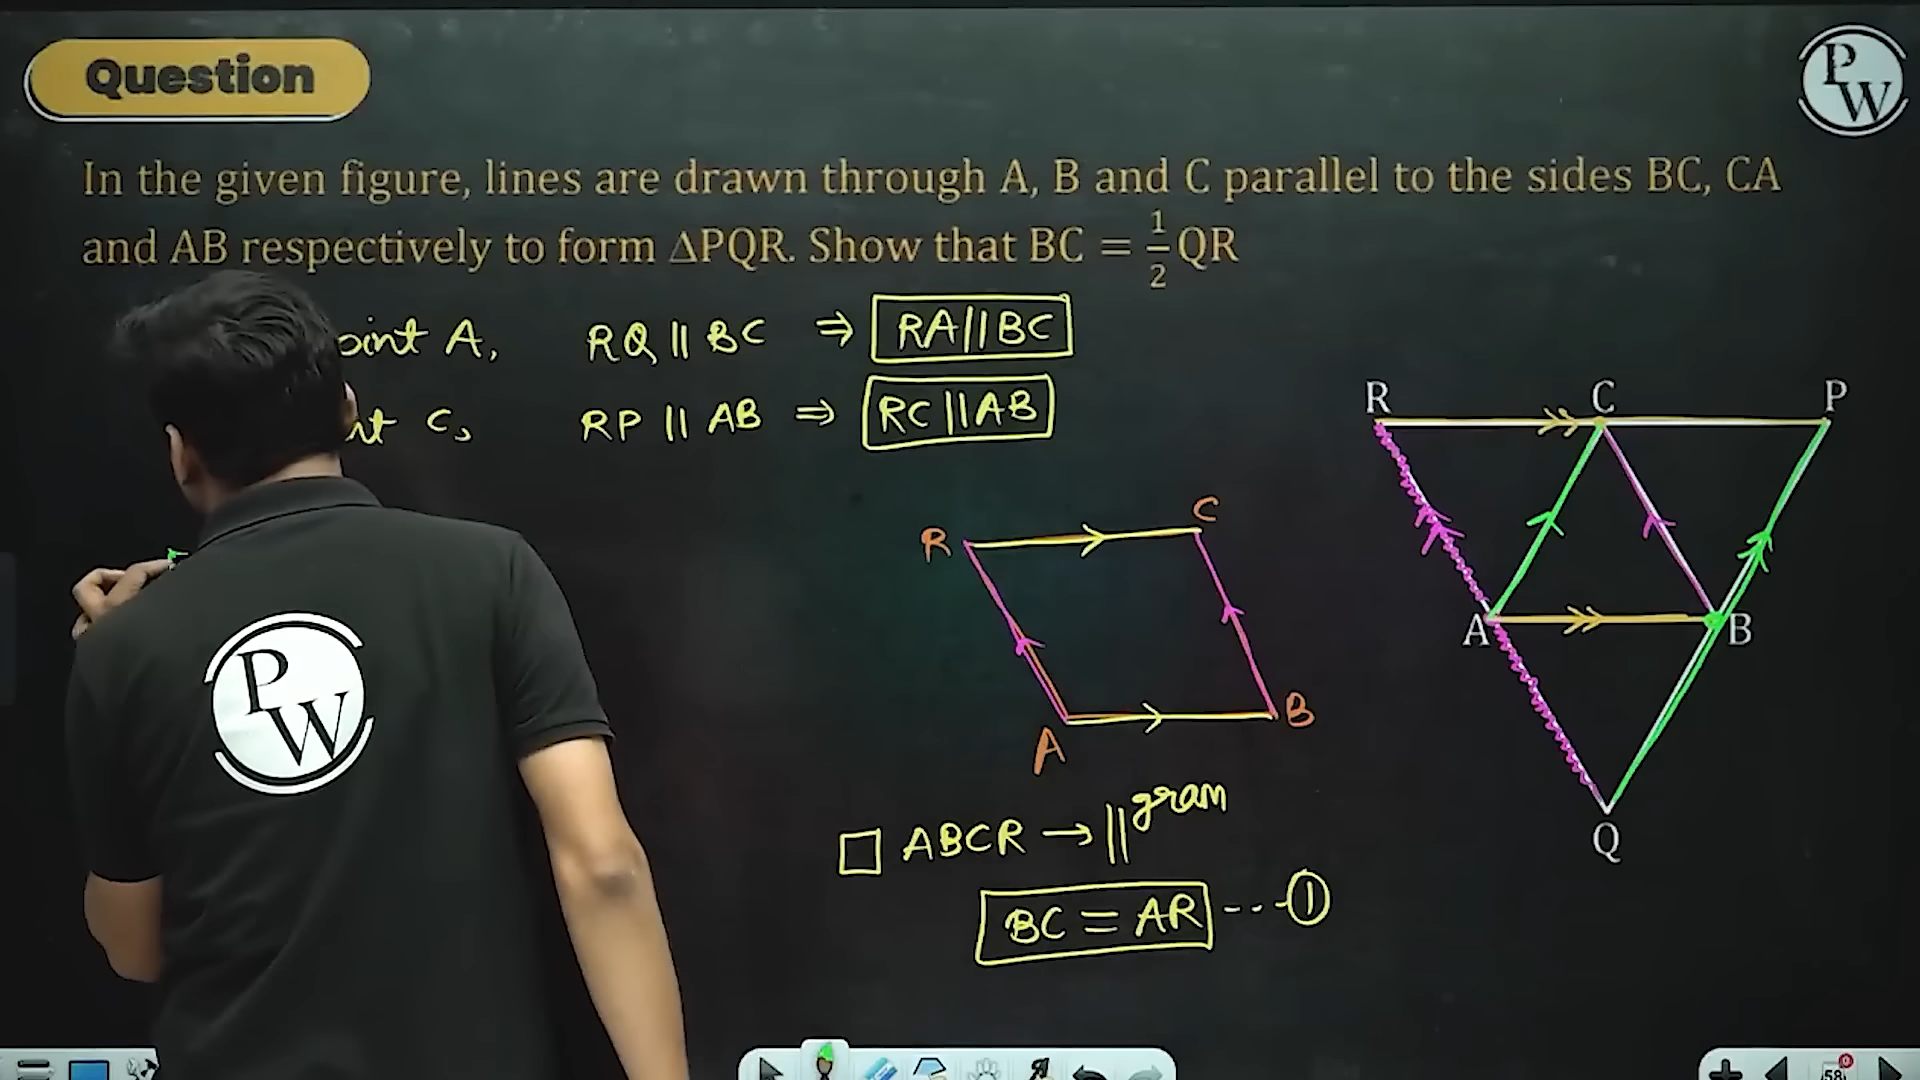 Question
P
W
In the given figure, lines are drawn through A, B and C parallel to the sides BC, CA
and AB respectively to form ΔPQR. Show that BC = 1/2 QR
oint A, RQ || BC ⇒ RA || BC
nt C, RP || AB ⇒ RC || AB
R C P
A B
Q
R C
A B
□ ABCR → ||gram
BC = AR ---①
P
W
58